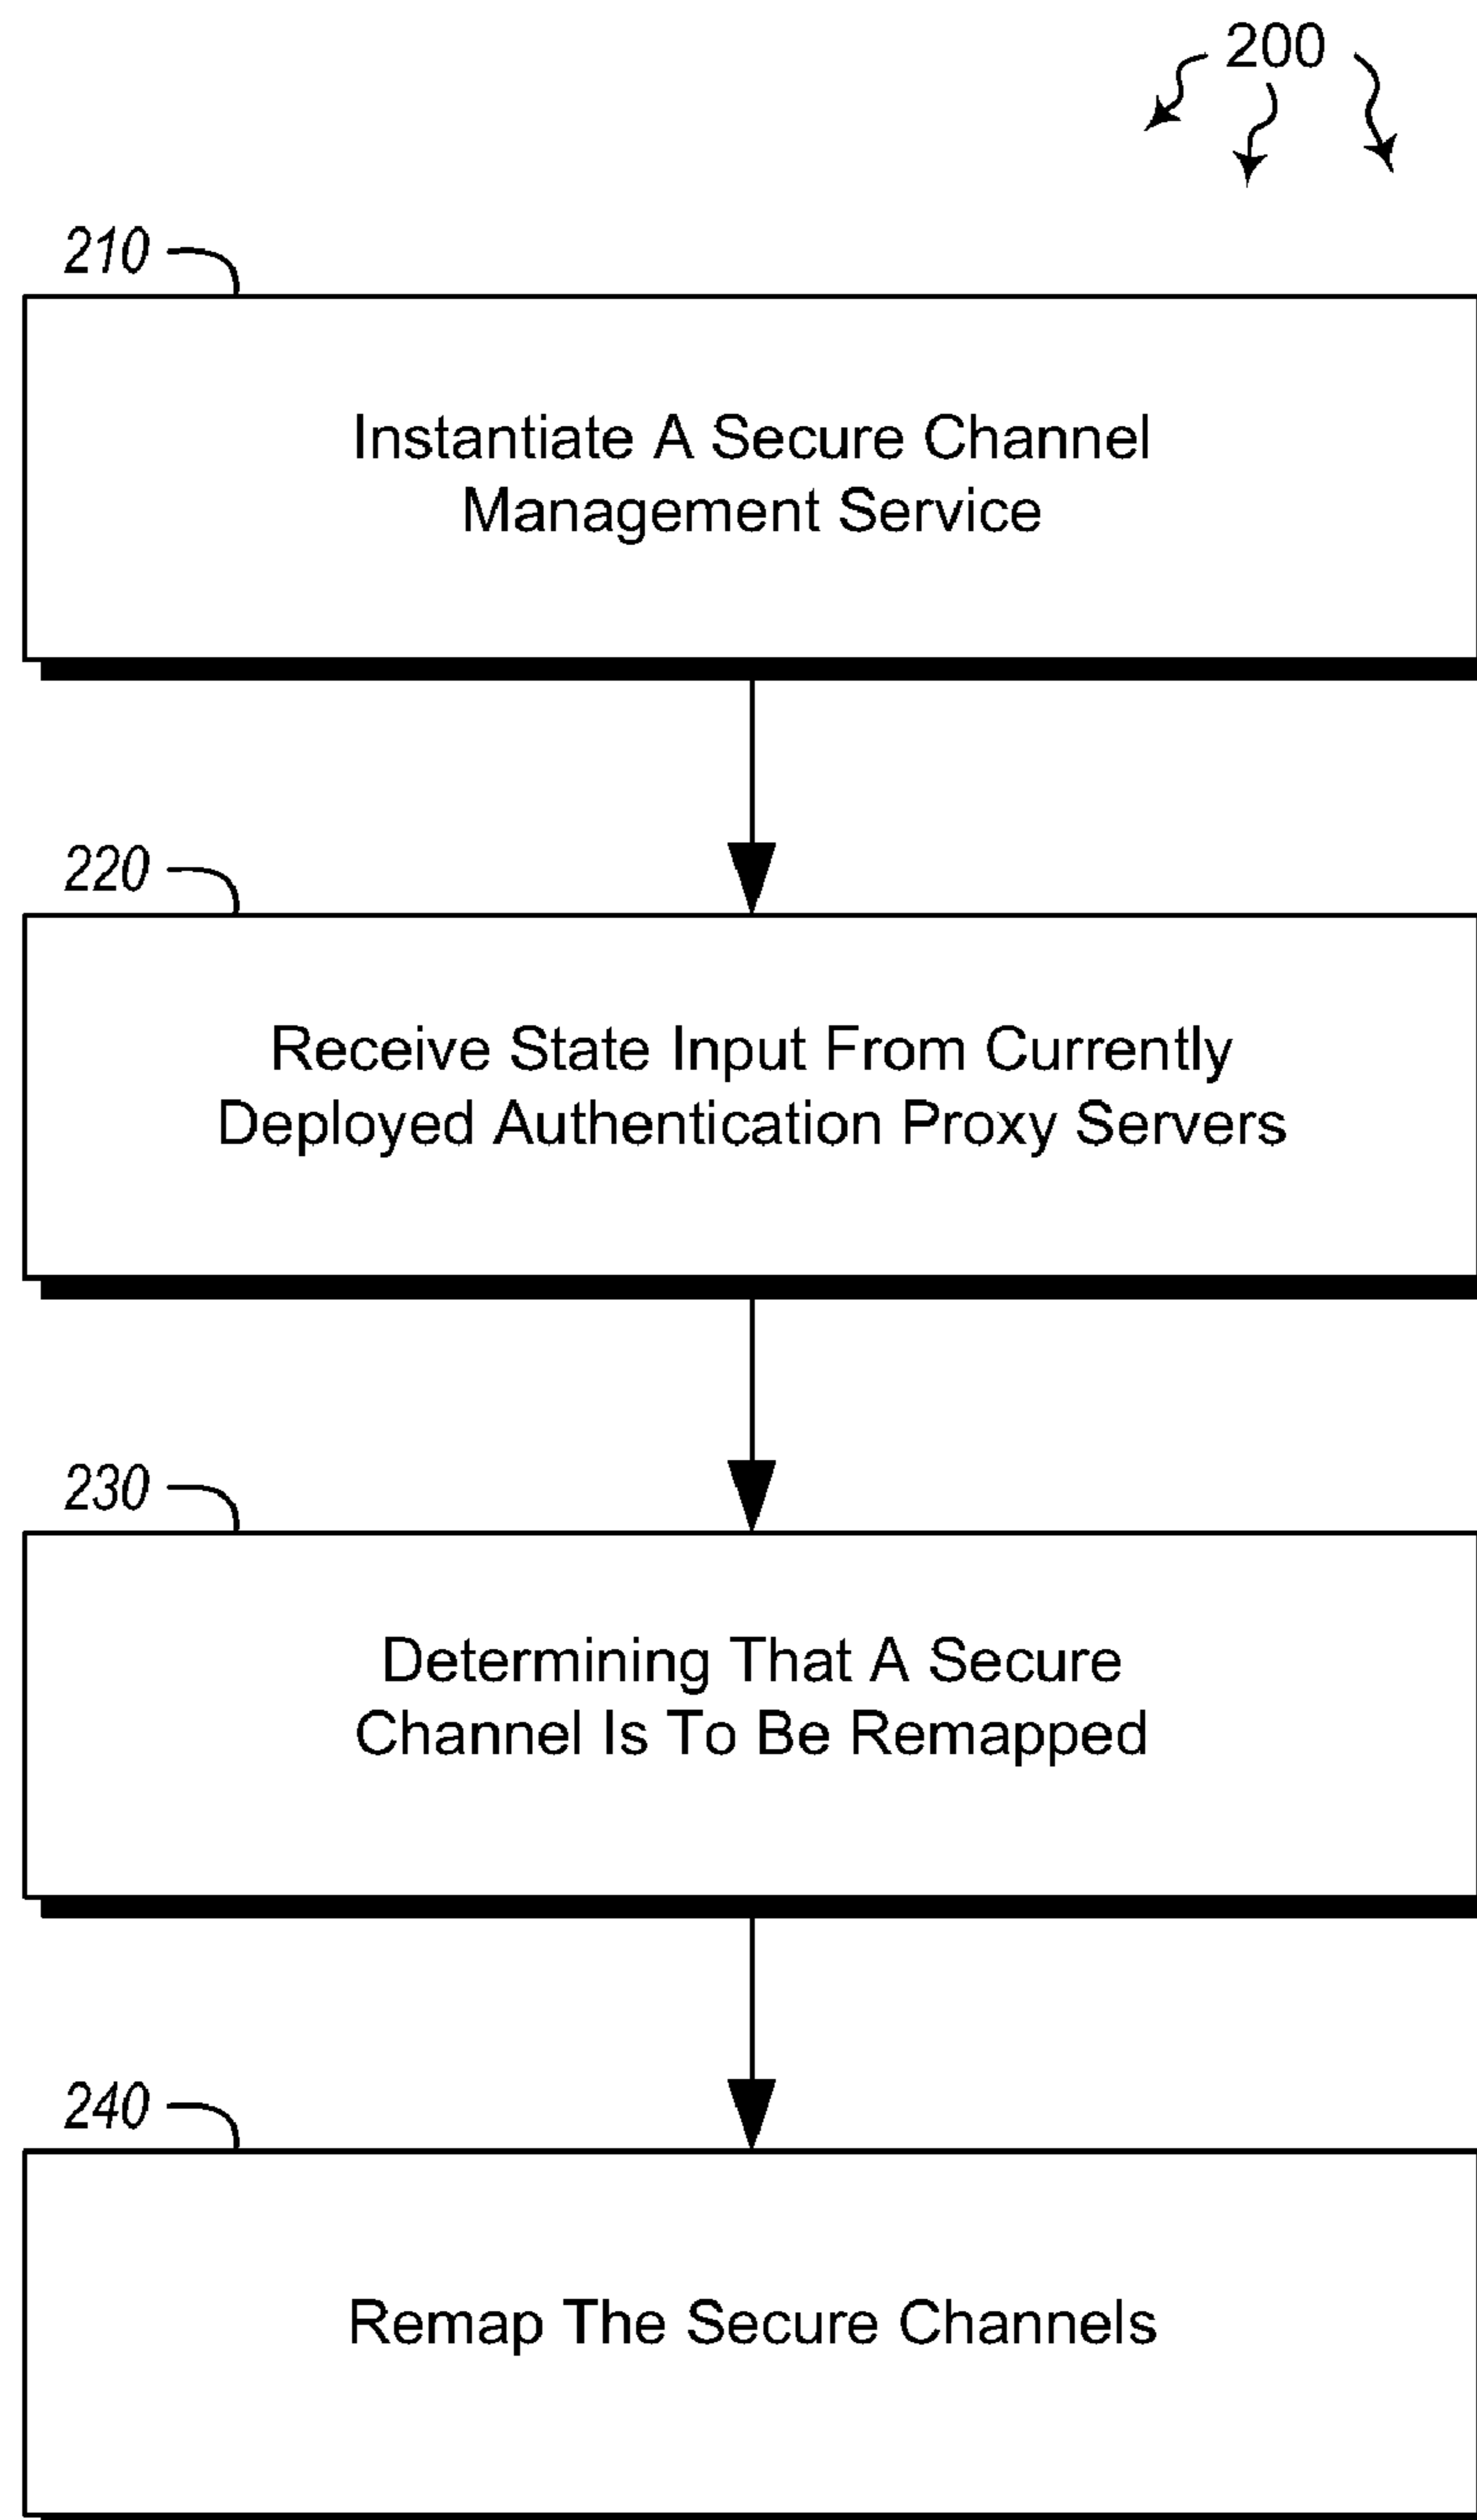 200
210
Instantiate A Secure Channel
Management Service
220
Receive State Input From Currently
Deployed Authentication Proxy Servers
230
Determining That A Secure
Channel Is To Be Remapped
240
Remap The Secure Channels